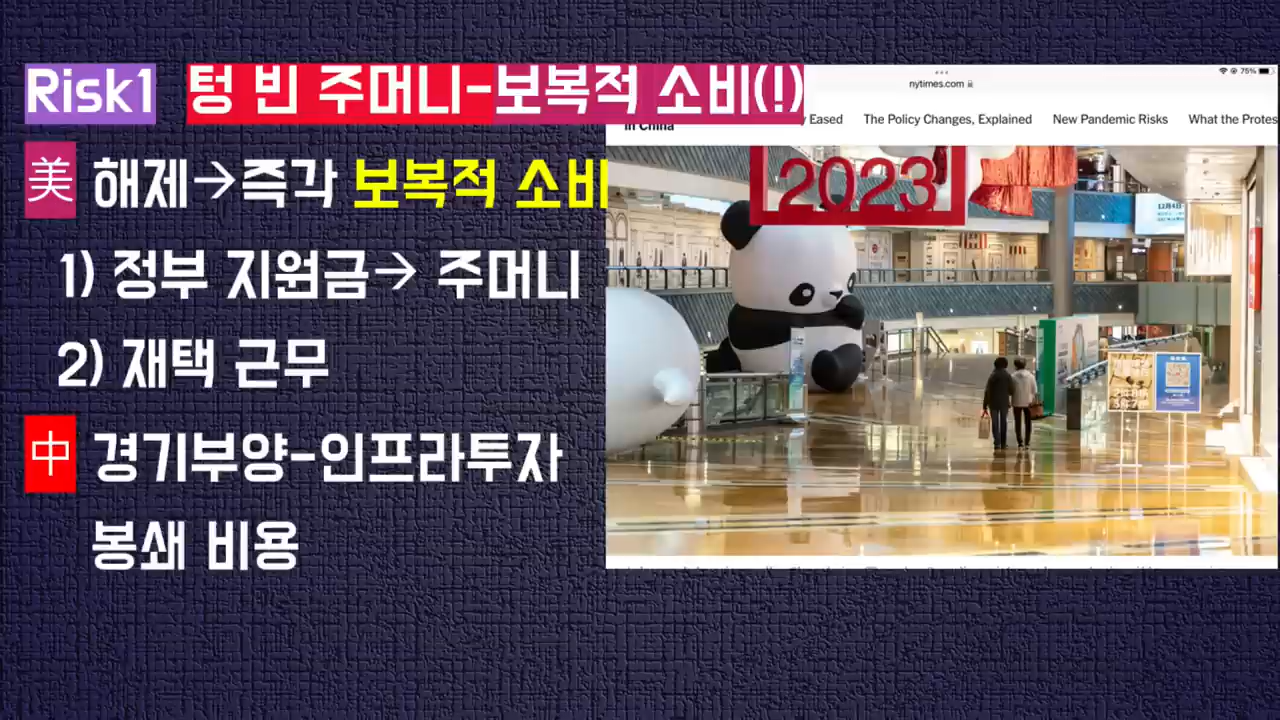 Risk1 텅 빈 주머니-보복적 소비(!)
美 해제→즉각 보복적 소비
1) 정부 지원금→ 주머니
2) 재택 근무
中 경기부양-인프라투자
봉쇄 비용
75%
nytimes.com
in China
y Eased The Policy Changes, Explained New Pandemic Risks What the Protes
2023